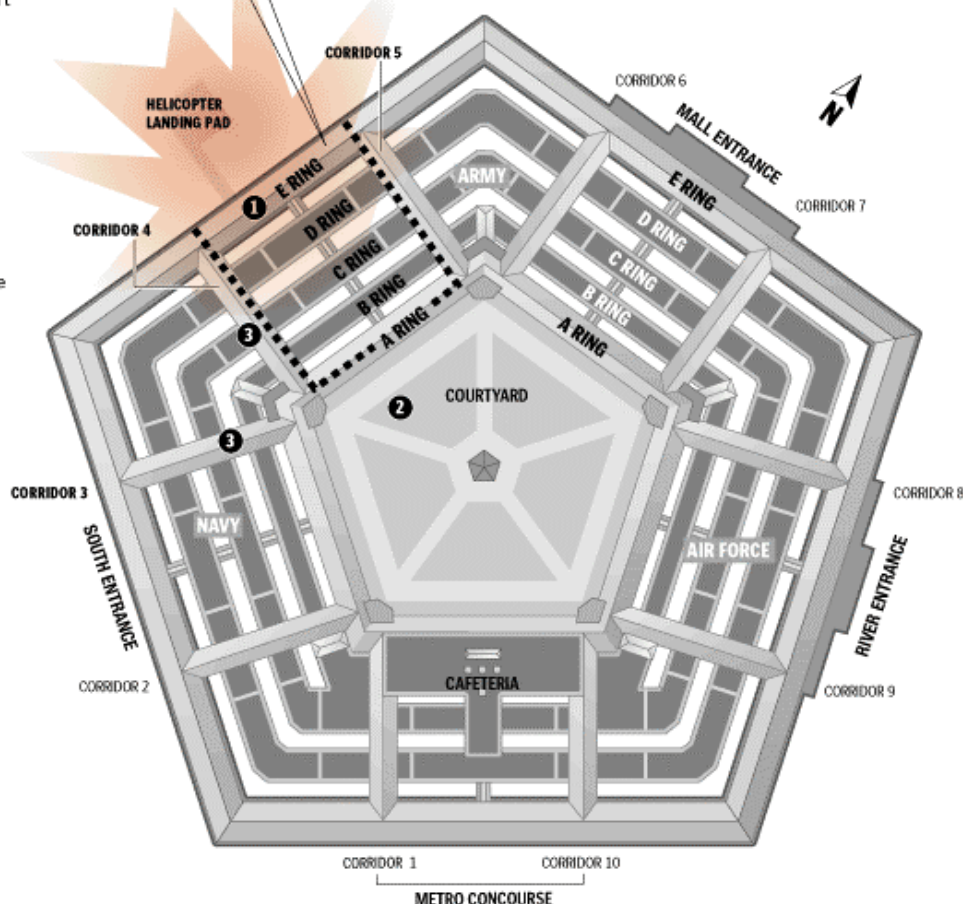 CORRIDOR 5
CORRIDOR 6
HELICOPTER
LANDING PAD
MALL ENTRANCE
N
ARMY
E RING
E RING
1
CORRIDOR 7
D RING
D RING
CORRIDOR 4
C RING
C RING
B RING
B RING
A RING
A RING
3
COURTYARD
2
3
CORRIDOR 3
CORRIDOR 8
NAVY
AIR FORCE
SOUTH ENTRANCE
RIVER ENTRANCE
CORRIDOR 2
CAFETERIA
CORRIDOR 9
CORRIDOR 1
CORRIDOR 10
METRO CONCOURSE